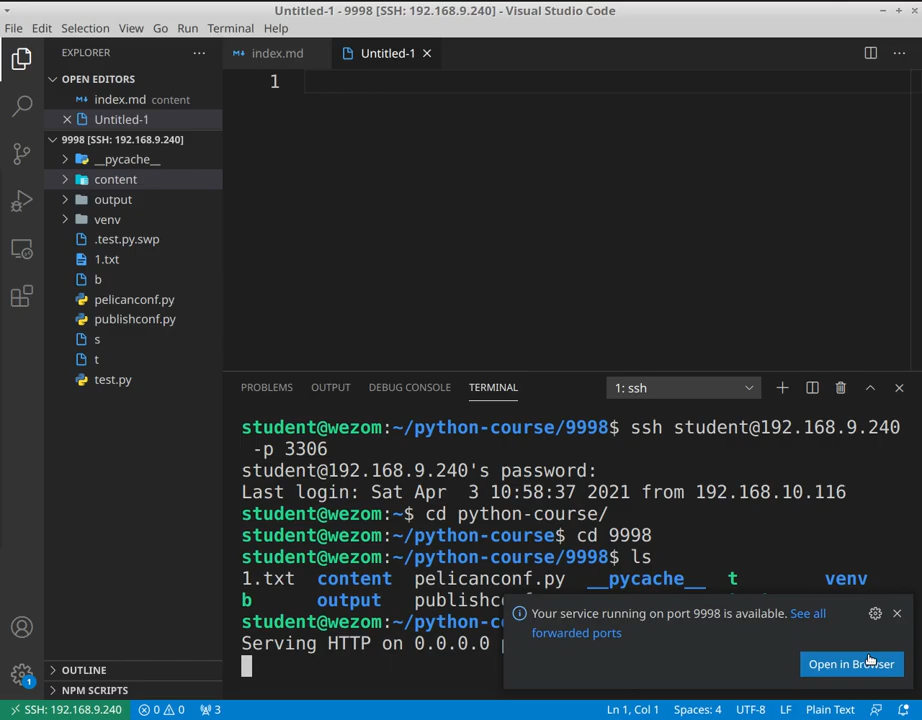 Untitled-1 - 9998 [SSH: 192.168.9.240] - Visual Studio Code
File Edit Selection View Go Run Terminal Help
EXPLORER
index.md
Untitled-1
OPEN EDITORS
index.md content
Untitled-1
9998 [SSH: 192.168.9.240]
__pycache__
content
output
venv
.test.py.swp
1.txt
b
pelicanconf.py
publishconf.py
s
t
test.py
OUTLINE
NPM SCRIPTS
1
PROBLEMS OUTPUT DEBUG CONSOLE TERMINAL 1: ssh
student@wezom:~/python-course/9998$ ssh student@192.168.9.240
-p 3306
student@192.168.9.240's password:
Last login: Sat Apr  3 10:58:37 2021 from 192.168.10.116
student@wezom:~$ cd python-course/
student@wezom:~/python-course$ cd 9998
student@wezom:~/python-course/9998$ ls
1.txt content pelicanconf.py __pycache__ t venv
b output
student@wezom:~/python-co
Serving HTTP on 0.0.0.0
Your service running on port 9998 is available. See all
forwarded ports
Open in Browser
1
SSH: 192.168.9.240 0 0 3 Ln 1, Col 1 Spaces: 4 UTF-8 LF Plain Text